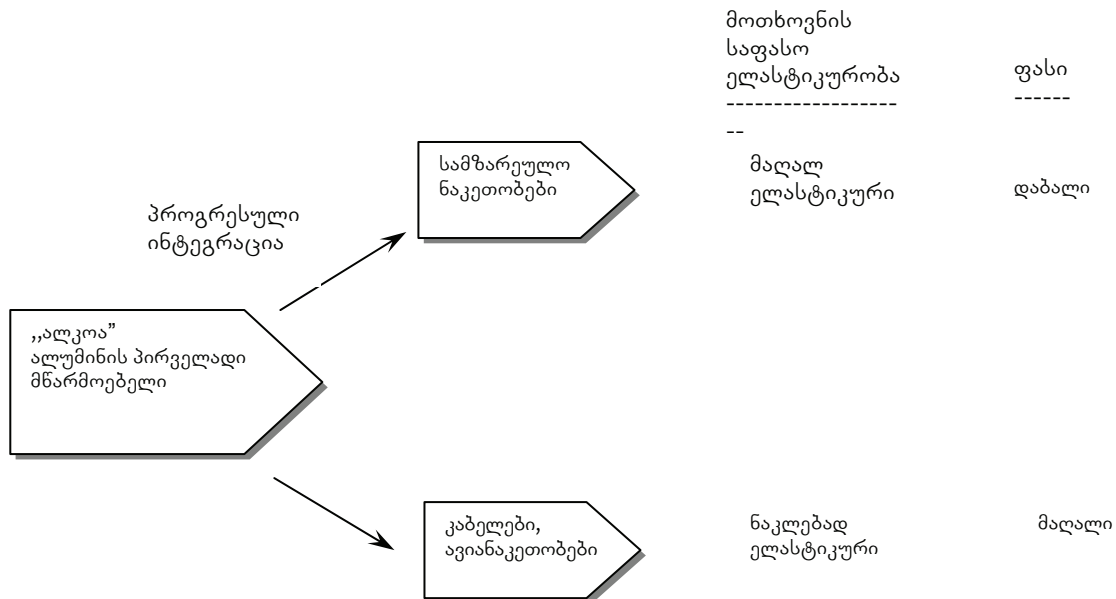 მოთხოვნის
საფასო
ელასტიკურობა
ფასი
------------------
------
--
სამზარეულო
ნაკეთობები
მაღალ
ელასტიკური
დაბალი
პროგრესული
ინტეგრაცია
,,ალკოა”
ალუმინის პირველადი
მწარმოებელი
კაბელები,
ავიანაკეთობები
ნაკლებად
ელასტიკური
მაღალი